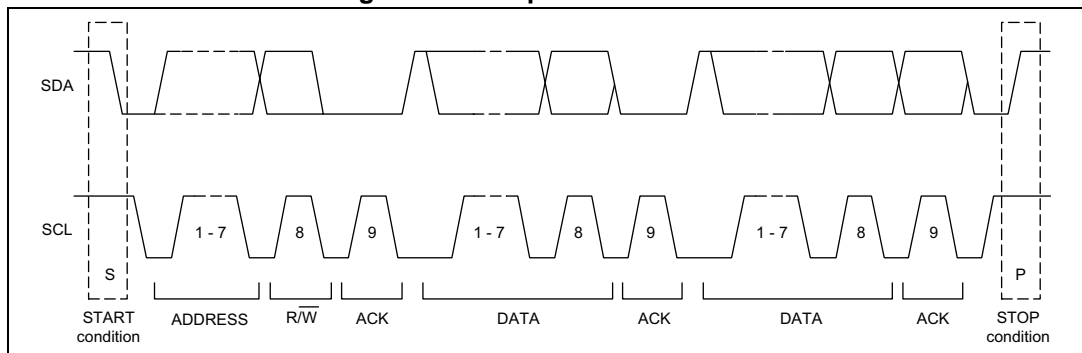 SDA
SCL
1 - 7 8 9 1 - 7 8 9 1 - 7 8 9
S P
START condition ADDRESS R/W ACK DATA ACK DATA ACK STOP condition